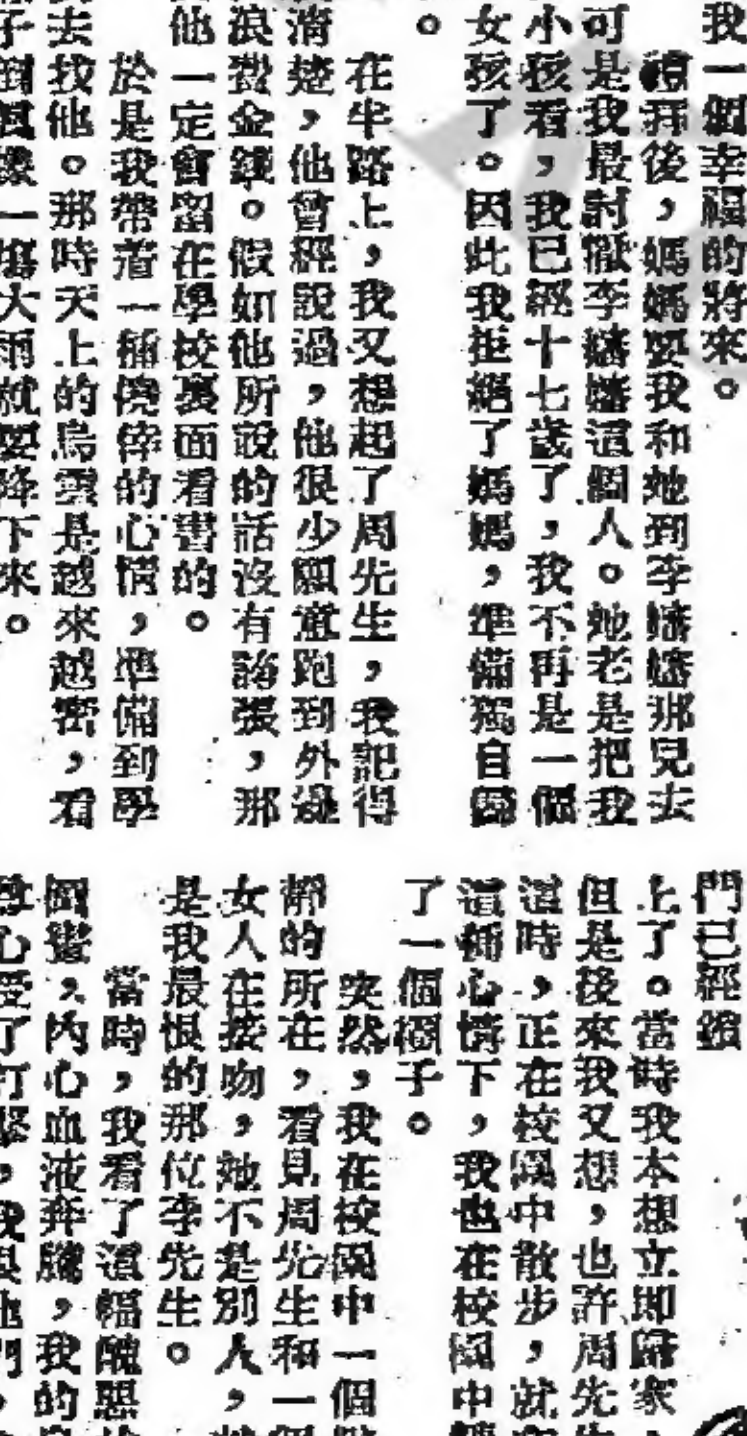 我一個幸福的將來。
禮拜後，媽媽要我和她到李嬸嬸那兒去
可是我最討厭李嬸嬸這個人。她老是把我
小孩看，我已經十七歲了，我不再是一個
女孩了。因此我拒絕了媽媽，準備獨自回
。
在半路上，我又想起了周先生，我記得
清楚，他曾經說過，他很少願意跑到外邊
浪費金錢。假如他所說的話沒有誇張，那
他一定會留在學校裏面看書的。
於是我帶着一種僥倖的心情，準備到學
去找他。那時天上的烏雲是越來越密，看
一場大雨就要降下來。
門已經鎖
上了。當時我本想立即歸家，
但是後來我又想，也許周先生
這時，正在校園中散步，就在
這種心情下，我也在校園中
了一個圈子。
突然，我在校園中一個
靜的所在，看見周先生和一個
女人在接吻，她不是別人，
是我最恨的那位李先生。
當時，我看了這幅醜惡
圖畫，內心血液奔騰，我的
心受了打擊，我